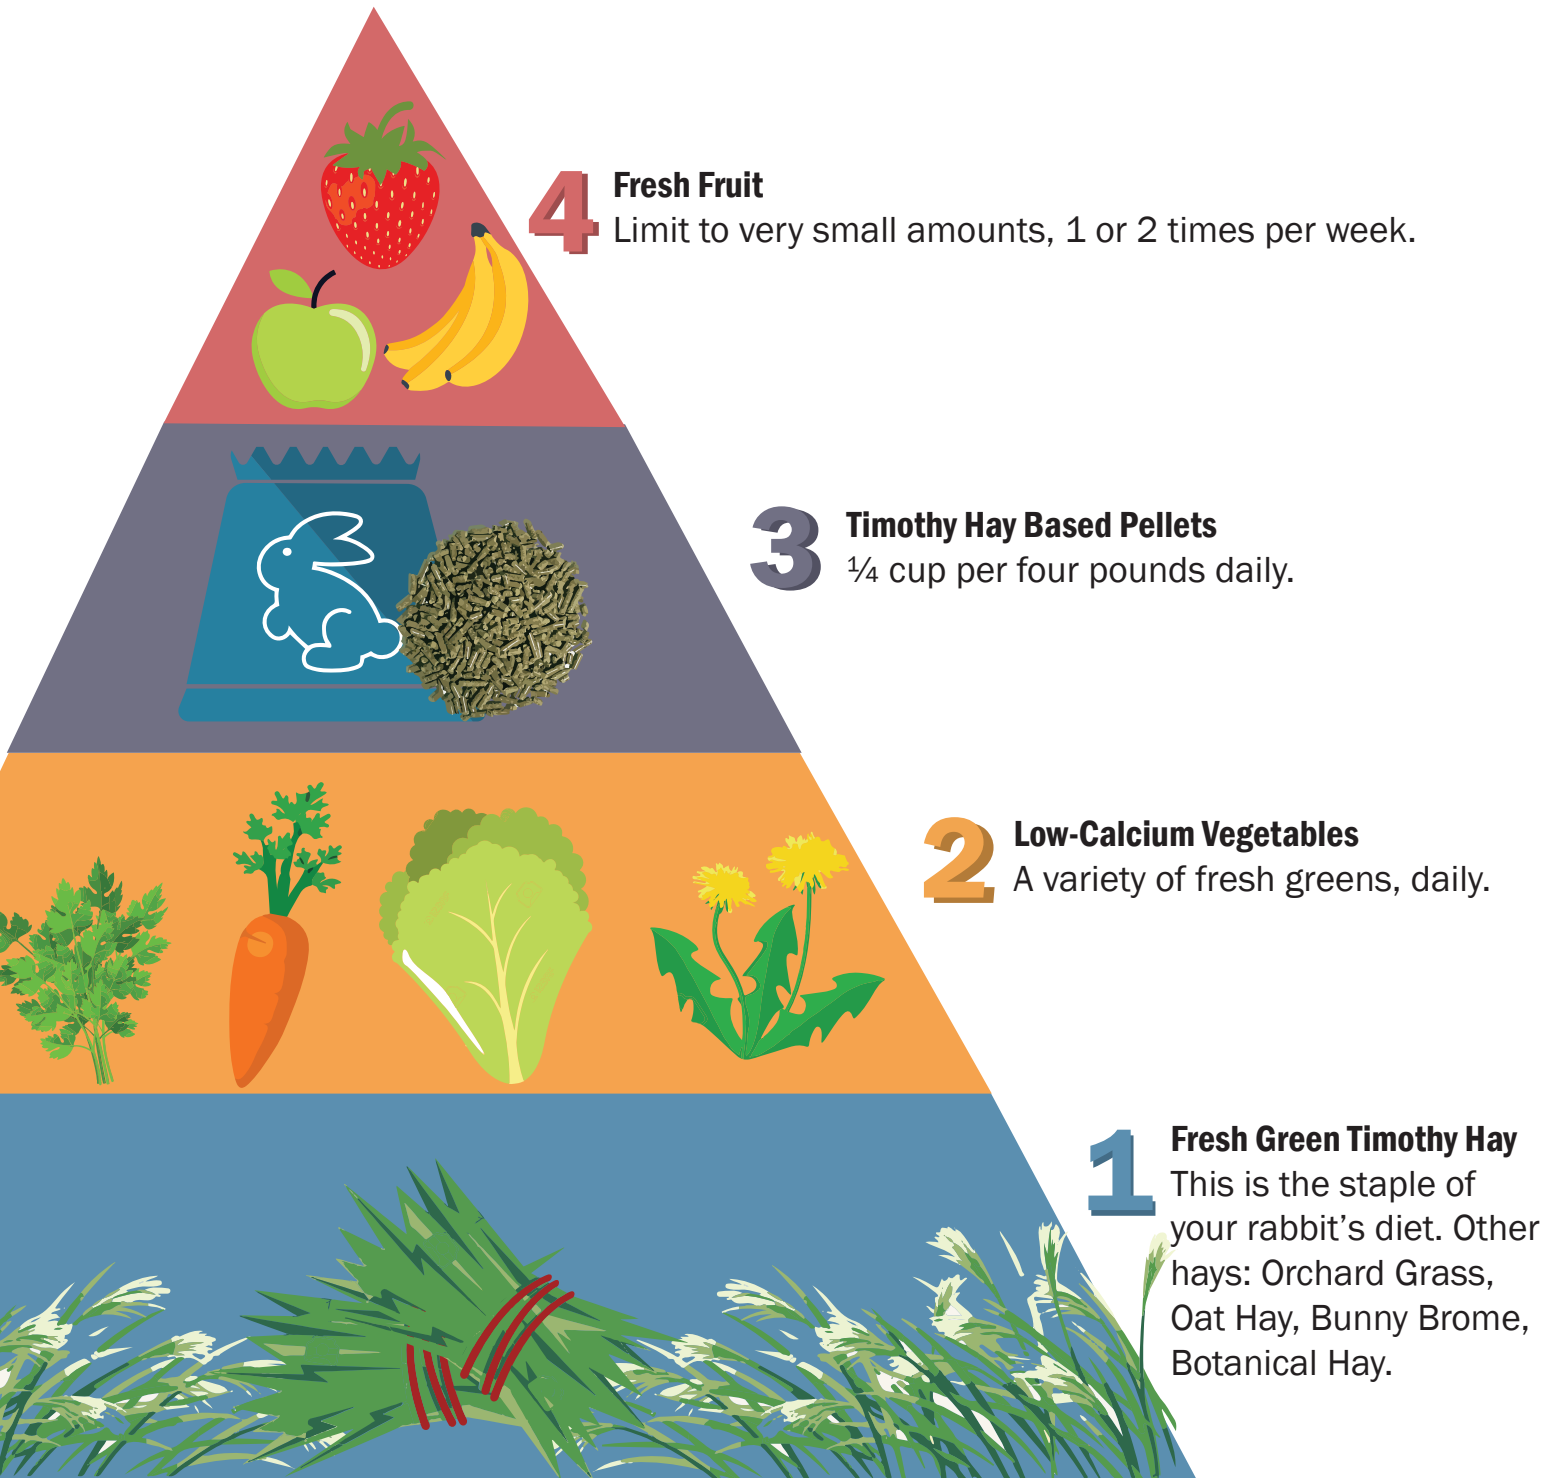 4
Fresh Fruit
Limit to very small amounts, 1 or 2 times per week.
3
Timothy Hay Based Pellets
¼ cup per four pounds daily.
2
Low-Calcium Vegetables
A variety of fresh greens, daily.
1
Fresh Green Timothy Hay
This is the staple of
your rabbit’s diet. Other
hays: Orchard Grass,
Oat Hay, Bunny Brome,
Botanical Hay.